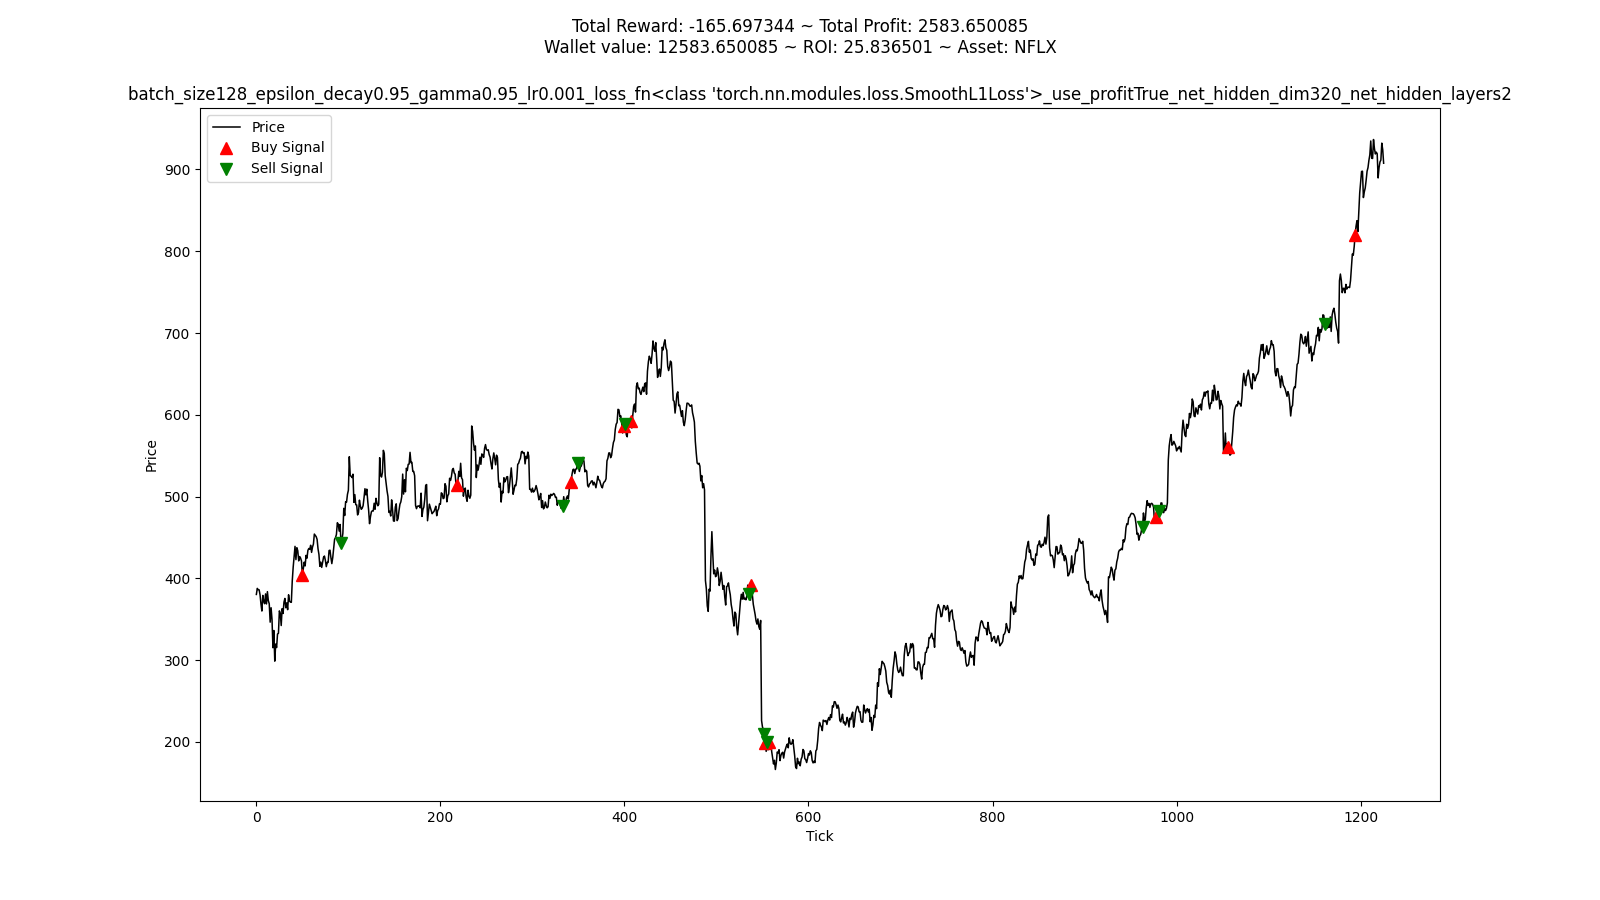 Total Reward: -165.697344 ~ Total Profit: 2583.650085
Wallet value: 12583.650085 ~ ROI: 25.836501 ~ Asset: NFLX
batch_size128_epsilon_decay0.95_gamma0.95_lr0.001_loss_fn<class 'torch.nn.modules.loss.SmoothL1Loss'>_use_profitTrue_net_hidden_dim320_net_hidden_layers2
Price
Buy Signal
Sell Signal
900
800
700
600
500
400
300
200
Price
0 200 400 600 800 1000 1200
Tick